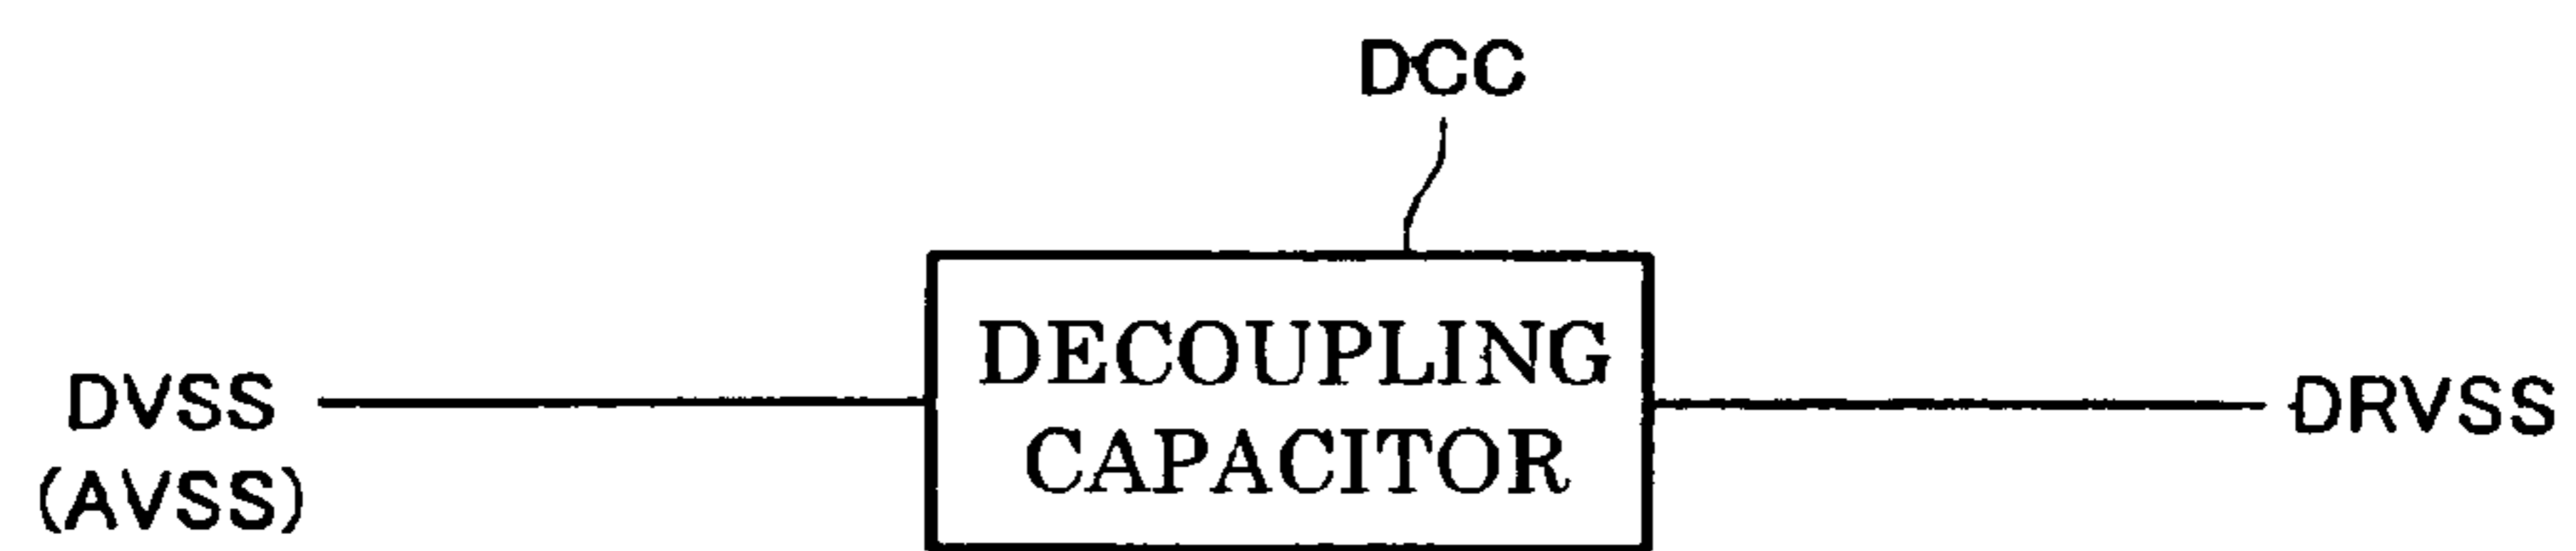 DCC
DECOUPLING
CAPACITOR
DVSS
(AVSS)
DRVSS